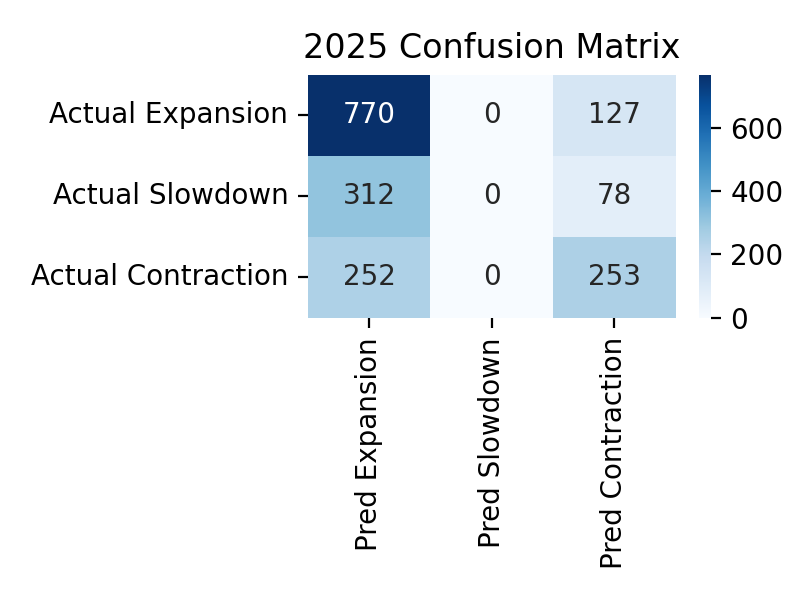 2025 Confusion Matrix
Actual Expansion 770 0 127
Actual Slowdown 312 0 78
Actual Contraction 252 0 253
Pred Expansion
Pred Slowdown
Pred Contraction
600
400
200
0